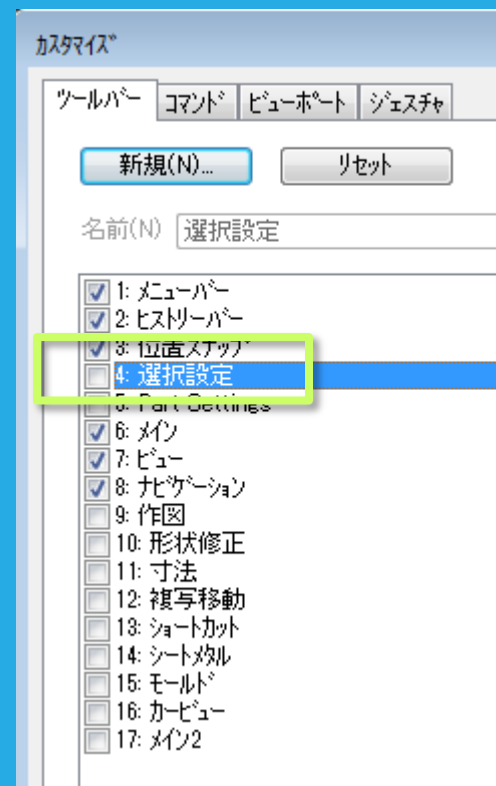 カスタマイズ
ツールバー コマンド ビューポート ジェスチャ
新規(N)... リセット
名前(N) 選択設定
1: メニューバー
2: ヒストリーバー
3: 位置スナップ
4: 選択設定
5: Part Settings
6: メイン
7: ビュー
8: ナビゲーション
9: 作図
10: 形状修正
11: 寸法
12: 複写移動
13: ショートカット
14: シートメタル
15: モールド
16: カービュー
17: メイン2